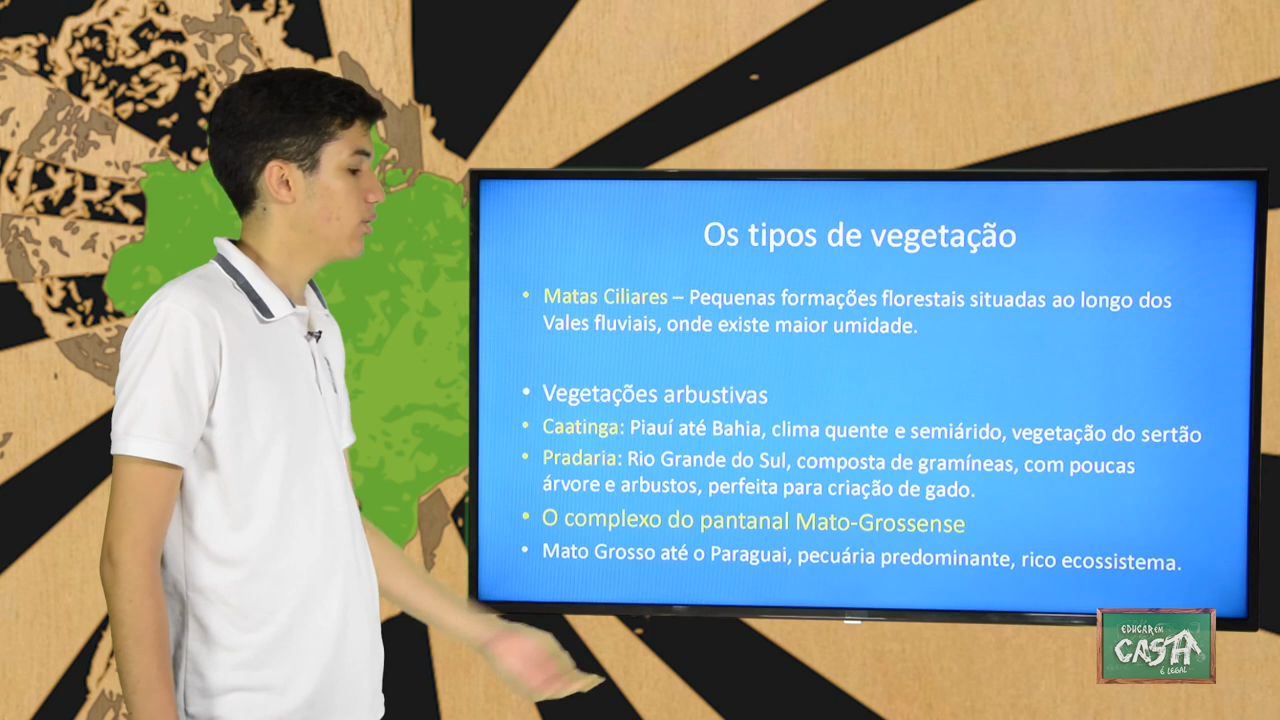 Os tipos de vegetação
• Matas Ciliares – Pequenas formações florestais situadas ao longo dos
Vales fluviais, onde existe maior umidade.
• Vegetações arbustivas
• Caatinga: Piauí até Bahia, clima quente e semiárido, vegetação do sertão
• Pradaria: Rio Grande do Sul, composta de gramíneas, com poucas
árvore e arbustos, perfeita para criação de gado.
• O complexo do pantanal Mato-Grossense
• Mato Grosso até o Paraguai, pecuária predominante, rico ecossistema.
EDUCAR EM
CASA
É LEGAL